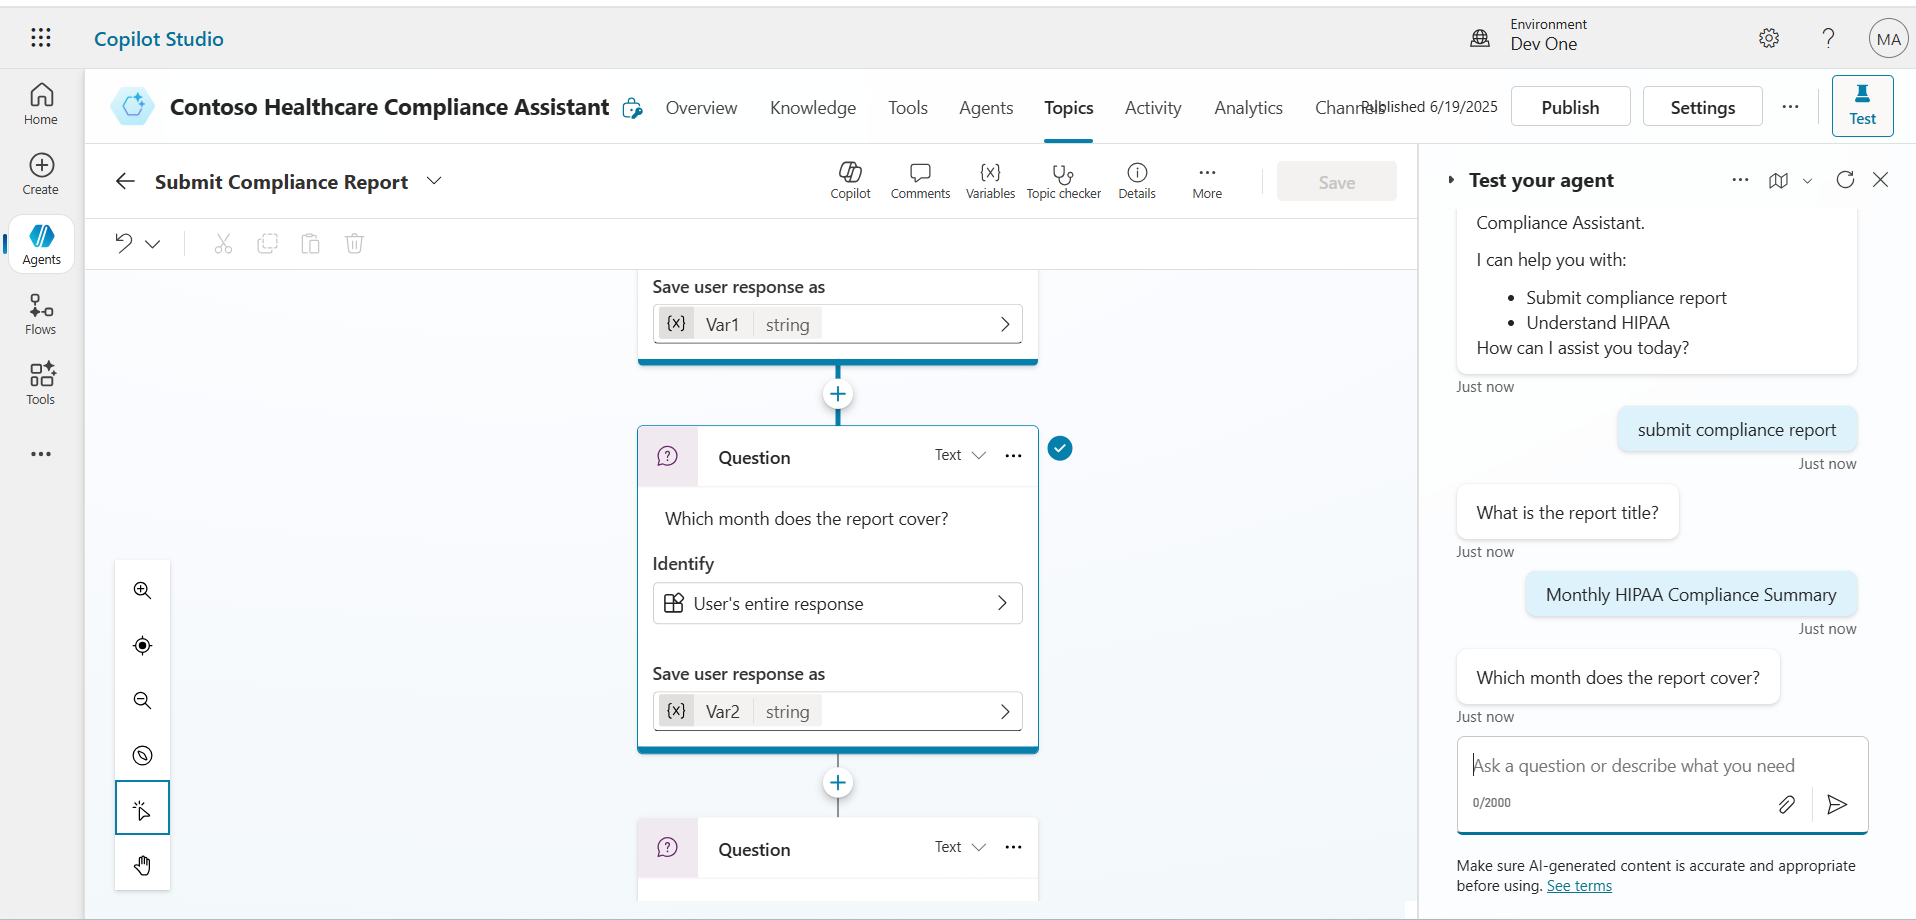 Copilot Studio
Environment
Dev One
MA
Home
Create
Agents
Flows
Tools
Contoso Healthcare Compliance Assistant
Overview
Knowledge
Tools
Agents
Topics
Activity
Analytics
Channels
Published 6/19/2025
Publish
Settings
Test
Submit Compliance Report
Copilot
Comments
{x}
Variables
Topic checker
Details
More
Save
Save user response as
{x} Var1 string
Question
Text
Which month does the report cover?
Identify
User's entire response
Save user response as
{x} Var2 string
Question
Text
Test your agent
Compliance Assistant.
I can help you with:
• Submit compliance report
• Understand HIPAA
How can I assist you today?
Just now
submit compliance report
Just now
What is the report title?
Just now
Monthly HIPAA Compliance Summary
Just now
Which month does the report cover?
Just now
Ask a question or describe what you need
0/2000
Make sure AI-generated content is accurate and appropriate
before using. See terms